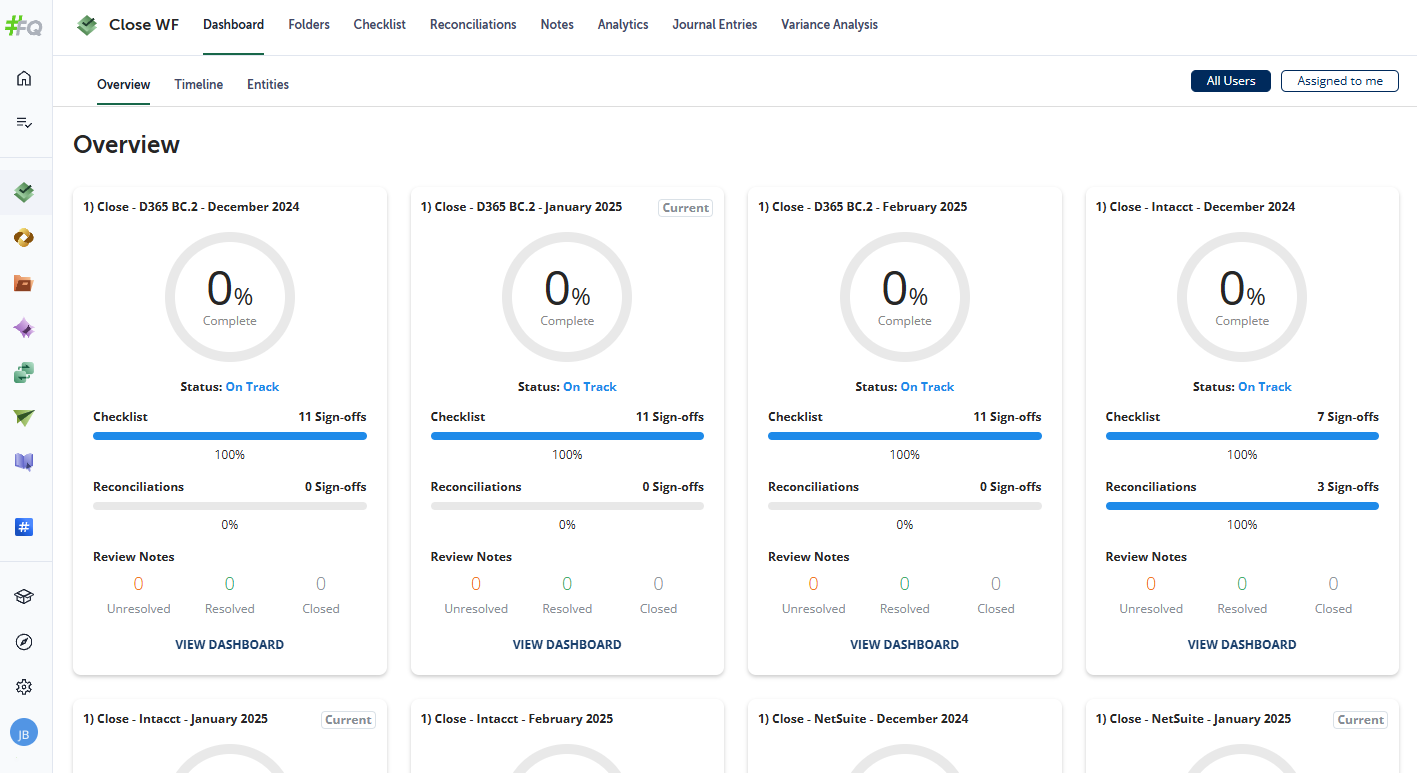 #Q
Close WF
Dashboard
Folders
Checklist
Reconciliations
Notes
Analytics
Journal Entries
Variance Analysis
Overview
Timeline
Entities
All Users
Assigned to me
Overview
1) Close - D365 BC.2 - December 2024
0%
Complete
Status: On Track
Checklist 11 Sign-offs
100%
Reconciliations 0 Sign-offs
0%
Review Notes
0 0 0
Unresolved Resolved Closed
VIEW DASHBOARD
1) Close - D365 BC.2 - January 2025 Current
0%
Complete
Status: On Track
Checklist 11 Sign-offs
100%
Reconciliations 0 Sign-offs
0%
Review Notes
0 0 0
Unresolved Resolved Closed
VIEW DASHBOARD
1) Close - D365 BC.2 - February 2025
0%
Complete
Status: On Track
Checklist 11 Sign-offs
100%
Reconciliations 0 Sign-offs
0%
Review Notes
0 0 0
Unresolved Resolved Closed
VIEW DASHBOARD
1) Close - Intacct - December 2024
0%
Complete
Status: On Track
Checklist 7 Sign-offs
100%
Reconciliations 3 Sign-offs
100%
Review Notes
0 0 0
Unresolved Resolved Closed
VIEW DASHBOARD
1) Close - Intacct - January 2025 Current
1) Close - Intacct - February 2025
1) Close - NetSuite - December 2024
1) Close - NetSuite - January 2025 Current
#
JB